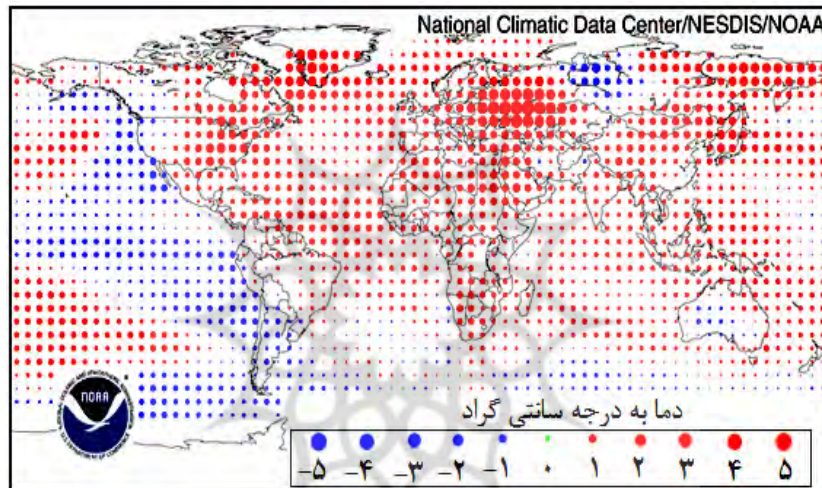 National Climatic Data Center/NESDIS/NOAA
دما به درجه سانتی گراد
-۵ -۴ -۳ -۲ -۱ ۰ ۱ ۲ ۳ ۴ ۵
NOAA